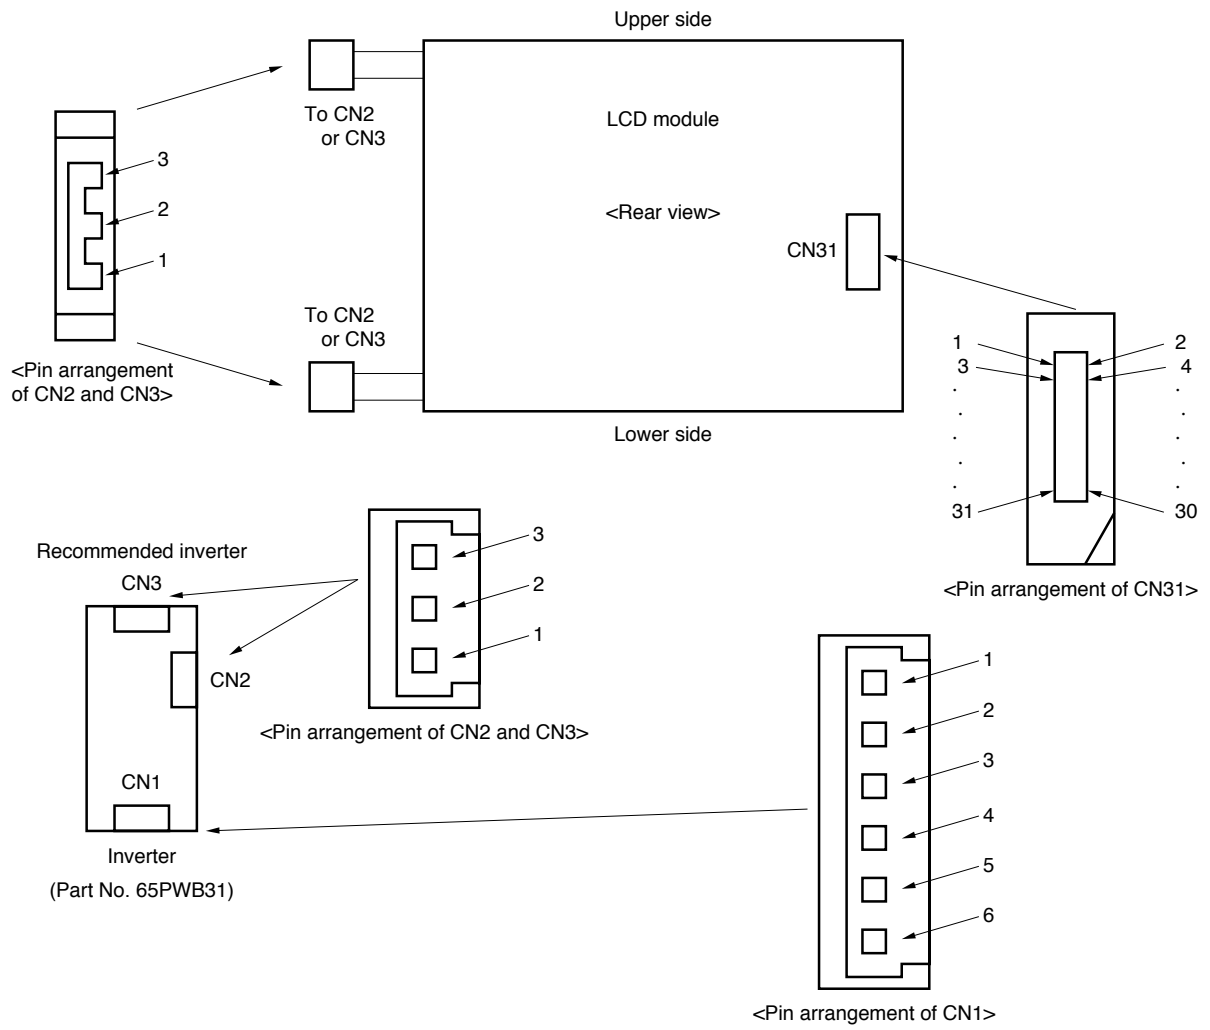 Upper side
To CN2
or CN3
LCD module
<Rear view>
CN31
3
2
1
<Pin arrangement
of CN2 and CN3>
To CN2
or CN3
Lower side
1
2
3
4
31
30
<Pin arrangement of CN31>
Recommended inverter
CN3
CN2
CN1
Inverter
(Part No. 65PWB31)
3
2
1
<Pin arrangement of CN2 and CN3>
1
2
3
4
5
6
<Pin arrangement of CN1>